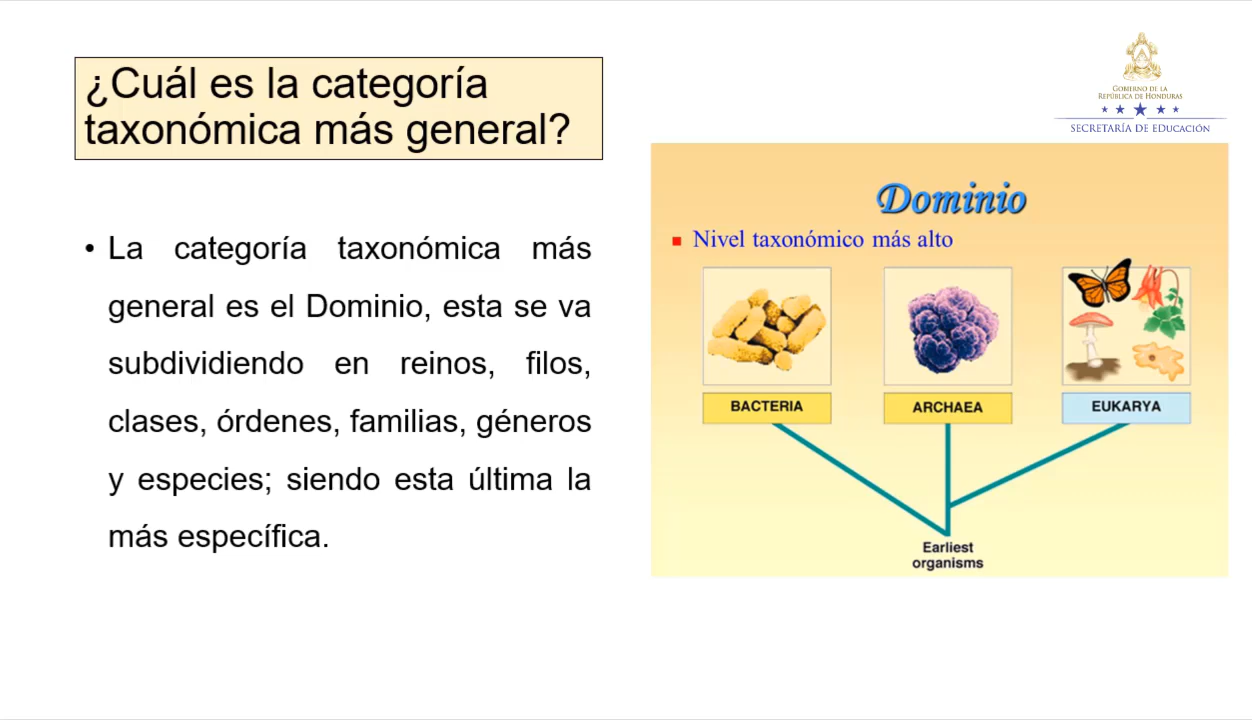 ¿Cuál es la categoría
taxonómica más general?
• La categoría taxonómica más
general es el Dominio, esta se va
subdividiendo en reinos, filos,
clases, órdenes, familias, géneros
y especies; siendo esta última la
más específica.
GOBIERNO DE LA
REPÚBLICA DE HONDURAS
SECRETARÍA DE EDUCACIÓN
Dominio
Nivel taxonómico más alto
BACTERIA
ARCHAEA
EUKARYA
Earliest
organisms